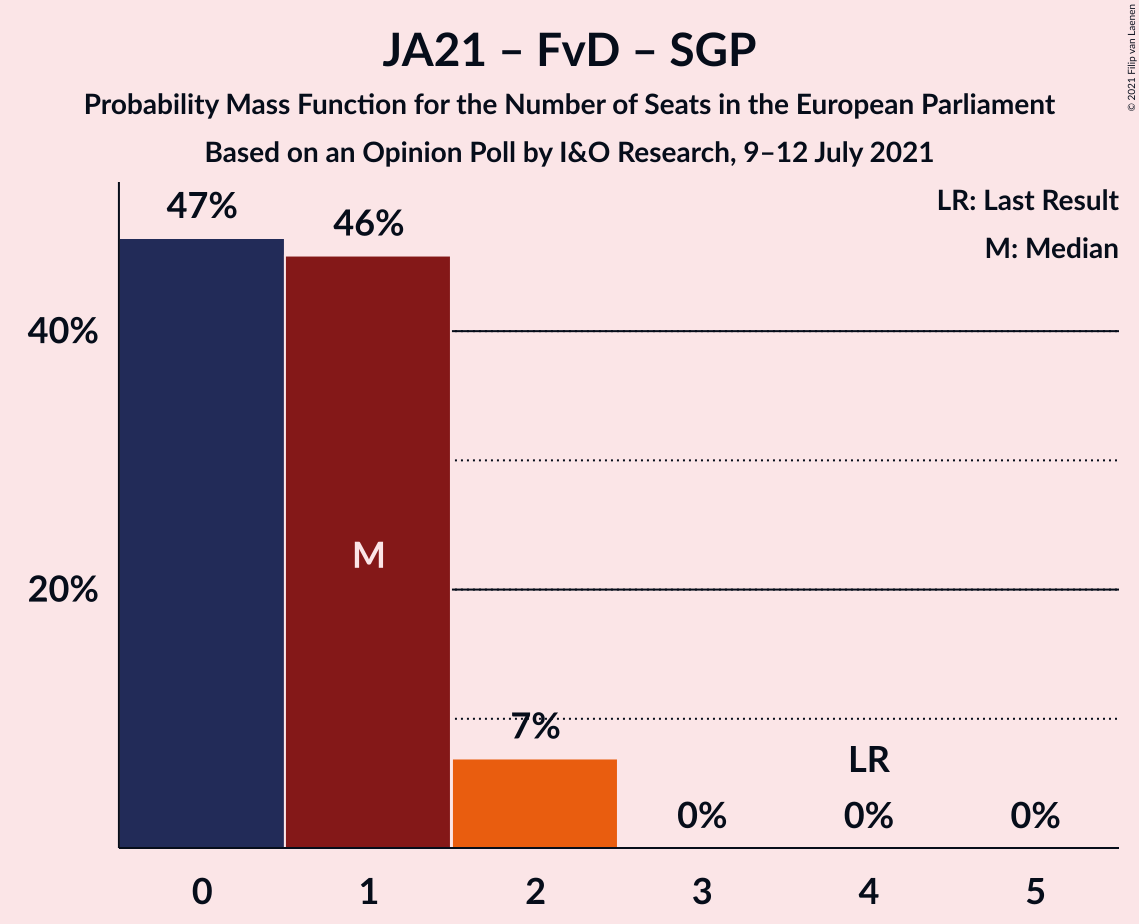 JA21 – FvD – SGP
Probability Mass Function for the Number of Seats in the European Parliament
Based on an Opinion Poll by I&O Research, 9–12 July 2021
© 2021 Filip van Laenen
LR: Last Result
M: Median
47%
46%
40%
M
20%
7%
LR
0%
0%
0%
0
1
2
3
4
5